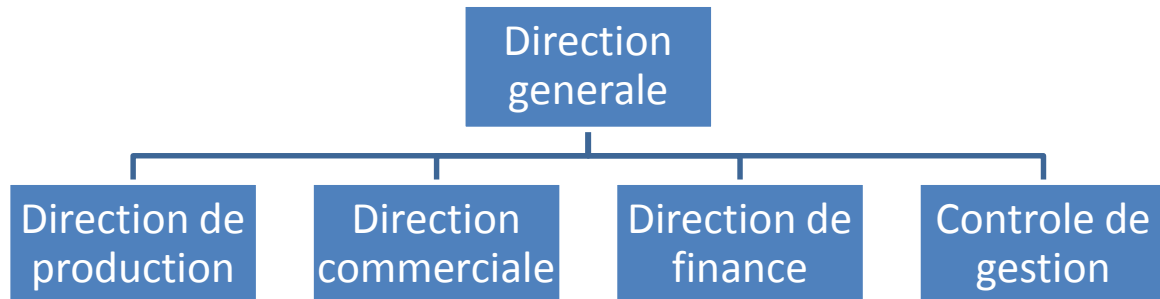 Direction
generale
Direction de
production
Direction
commerciale
Direction de
finance
Controle de
gestion